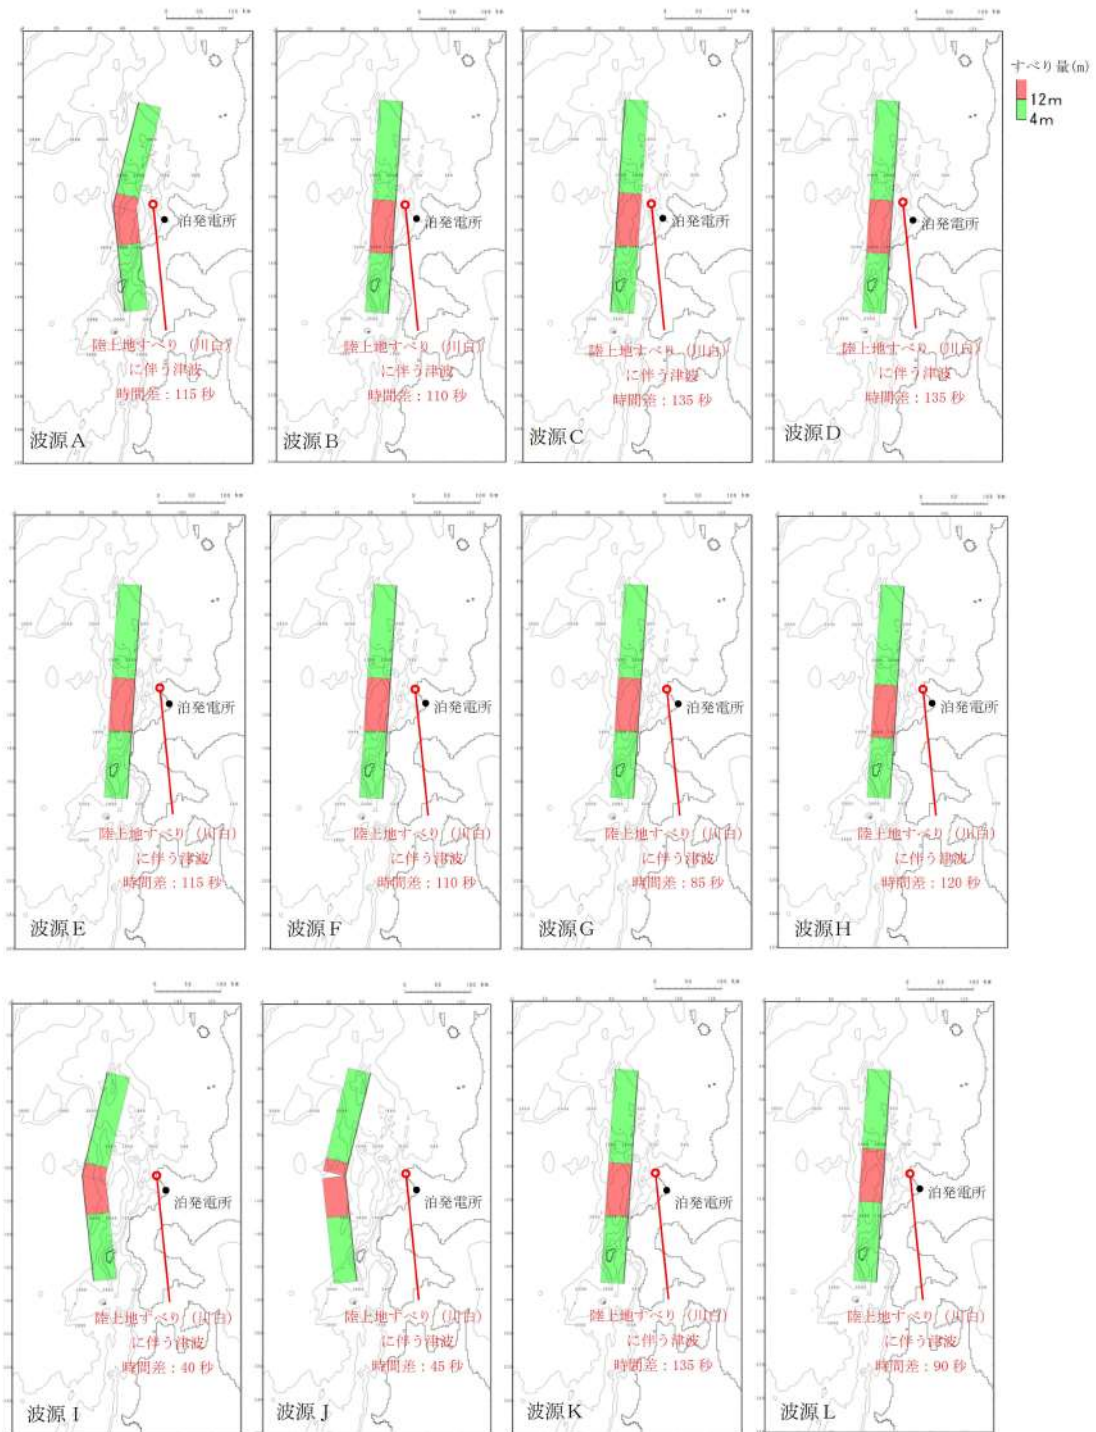 すべり量(m)
12m
4m
泊発電所
陸上地すべり（川白）
に伴う津波
時間差：115 秒
波源A
泊発電所
陸上地すべり（川白）
に伴う津波
時間差：110 秒
波源B
泊発電所
陸上地すべり（川白）
に伴う津波
時間差：135 秒
波源C
泊発電所
陸上地すべり（川白）
に伴う津波
時間差：135 秒
波源D
泊発電所
陸上地すべり（川白）
に伴う津波
時間差：115 秒
波源E
泊発電所
陸上地すべり（川白）
に伴う津波
時間差：110 秒
波源F
泊発電所
陸上地すべり（川白）
に伴う津波
時間差：85 秒
波源G
泊発電所
陸上地すべり（川白）
に伴う津波
時間差：120 秒
波源H
泊発電所
陸上地すべり（川白）
に伴う津波
時間差：40 秒
波源I
泊発電所
陸上地すべり（川白）
に伴う津波
時間差：45 秒
波源J
泊発電所
陸上地すべり（川白）
に伴う津波
時間差：135 秒
波源K
泊発電所
陸上地すべり（川白）
に伴う津波
時間差：90 秒
波源L